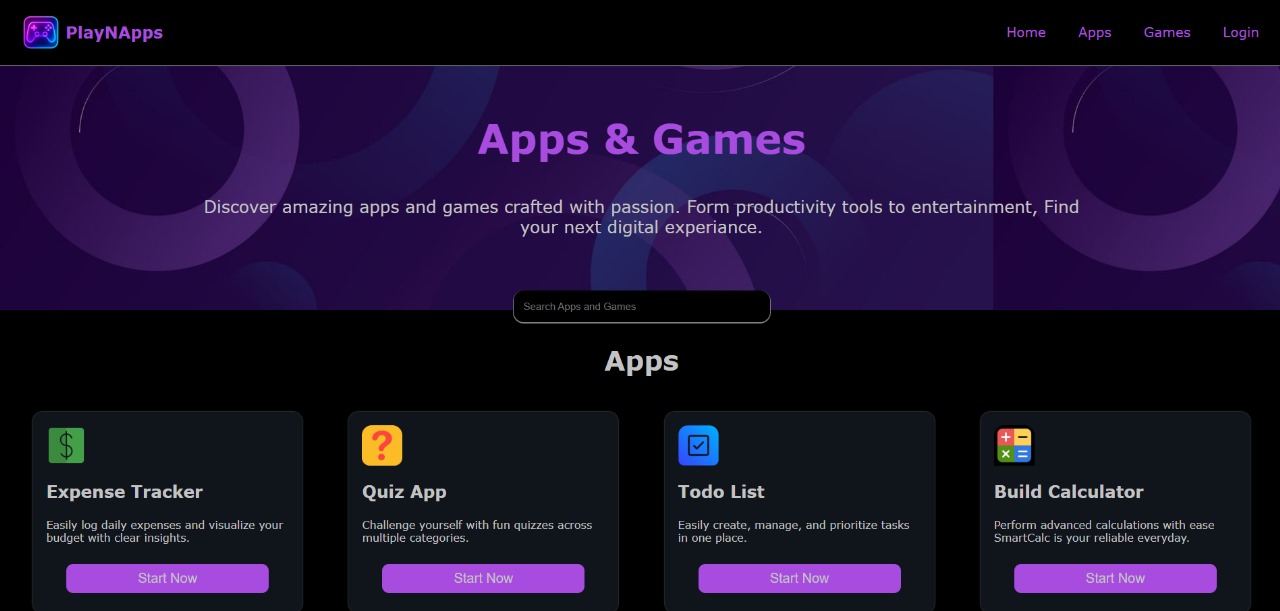 PlayNApps
Home Apps Games Login
Apps & Games
Discover amazing apps and games crafted with passion. Form productivity tools to entertainment, Find
your next digital experiance.
Search Apps and Games
Apps
Expense Tracker
Easily log daily expenses and visualize your
budget with clear insights.
Start Now
Quiz App
Challenge yourself with fun quizzes across
multiple categories.
Start Now
Todo List
Easily create, manage, and prioritize tasks
in one place.
Start Now
Build Calculator
Perform advanced calculations with ease
SmartCalc is your reliable everyday.
Start Now